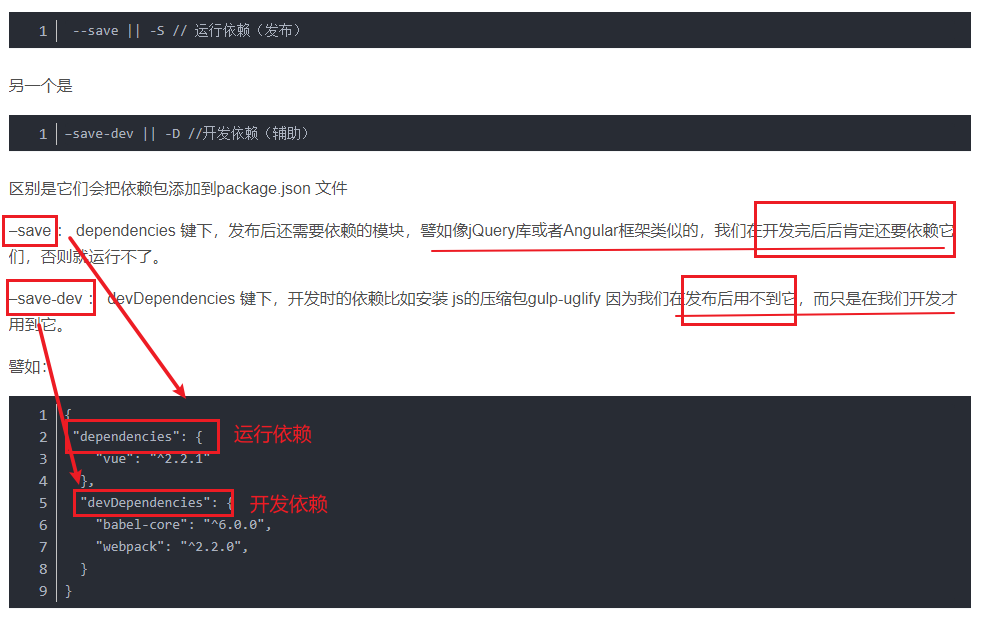 1 --save || -S // 运行依赖（发布）
另一个是
1 –save-dev || -D //开发依赖（辅助）
区别是它们会把依赖包添加到package.json 文件
–save ：dependencies 键下，发布后还需要依赖的模块，譬如像jQuery库或者Angular框架类似的，我们在开发完后后肯定还要依赖它
们，否则就运行不了。
–save-dev ： devDependencies 键下，开发时的依赖比如安装 js的压缩包gulp-uglify 因为我们在发布后用不到它，而只是在我们开发才
用到它。
譬如：
1 {
2 "dependencies": { 运行依赖
3 "vue": "^2.2.1"
4 },
5 "devDependencies": { 开发依赖
6 "babel-core": "^6.0.0",
7 "webpack": "^2.2.0",
8 }
9 }